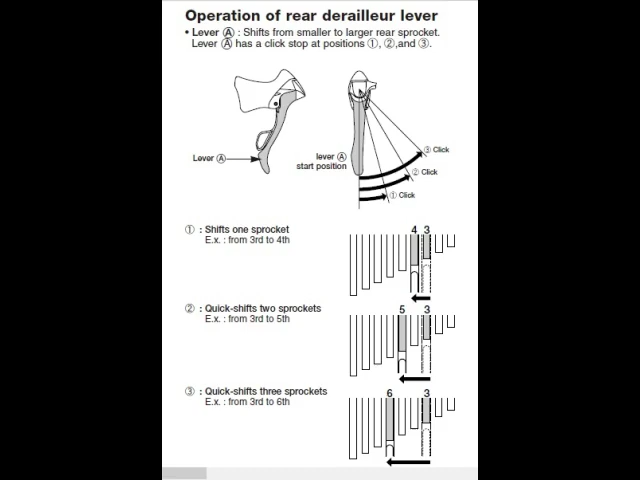 Operation of rear derailleur lever
• Lever Ⓐ : Shifts from smaller to larger rear sprocket.
Lever Ⓐ has a click stop at positions ①, ②,and ③.
③ Click
Lever Ⓐ
lever Ⓐ
start position
② Click
① Click
① : Shifts one sprocket
E.x. : from 3rd to 4th
4 3
② : Quick-shifts two sprockets
E.x. : from 3rd to 5th
5 3
③ : Quick-shifts three sprockets
E.x. : from 3rd to 6th
6 3